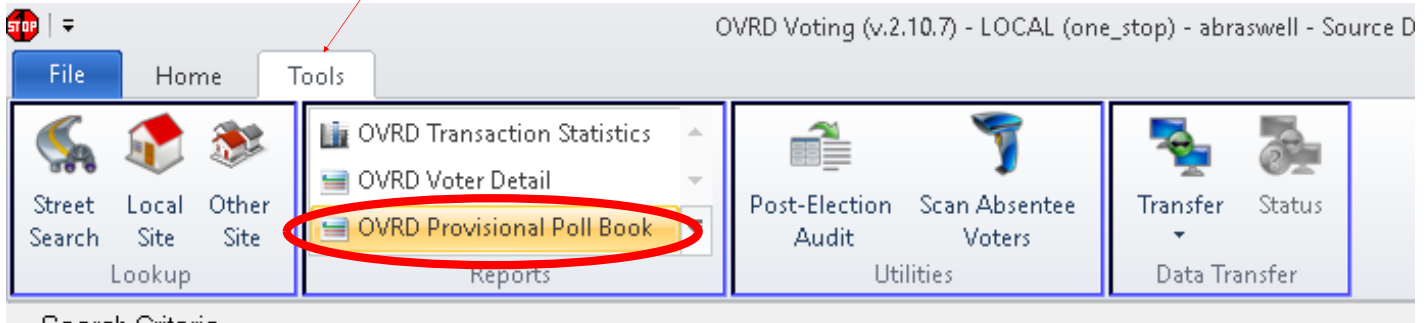 STOP
OVRD Voting (v.2.10.7) - LOCAL (one_stop) - abraswell - Source D
File Home Tools
OVRD Transaction Statistics
OVRD Voter Detail
OVRD Provisional Poll Book
Street Search
Local Site
Other Site
Post-Election Audit
Scan Absentee Voters
Transfer
Status
Lookup
Reports
Utilities
Data Transfer
Search Criteria